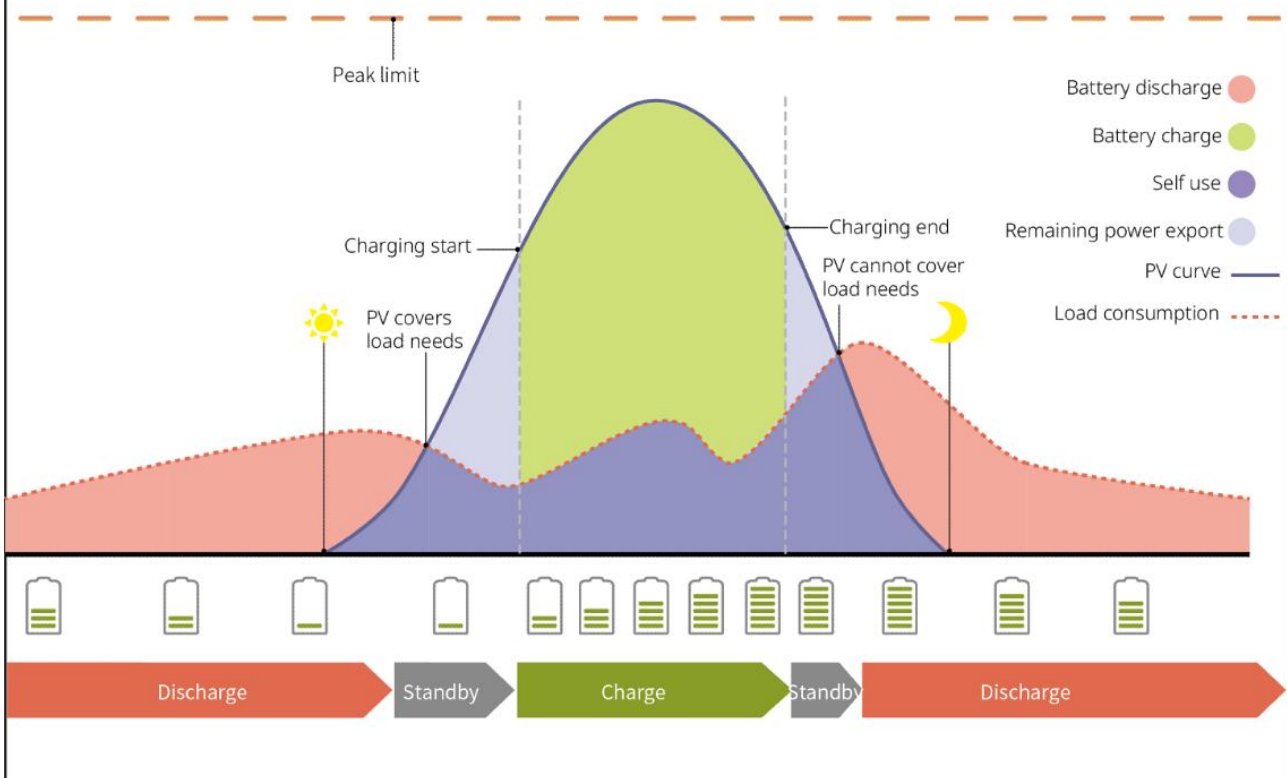 Peak limit
Battery discharge
Battery charge
Self use
Remaining power export
PV curve
Load consumption
Charging start
Charging end
PV cannot cover
load needs
PV covers
load needs
Discharge
Standby
Charge
Standby
Discharge